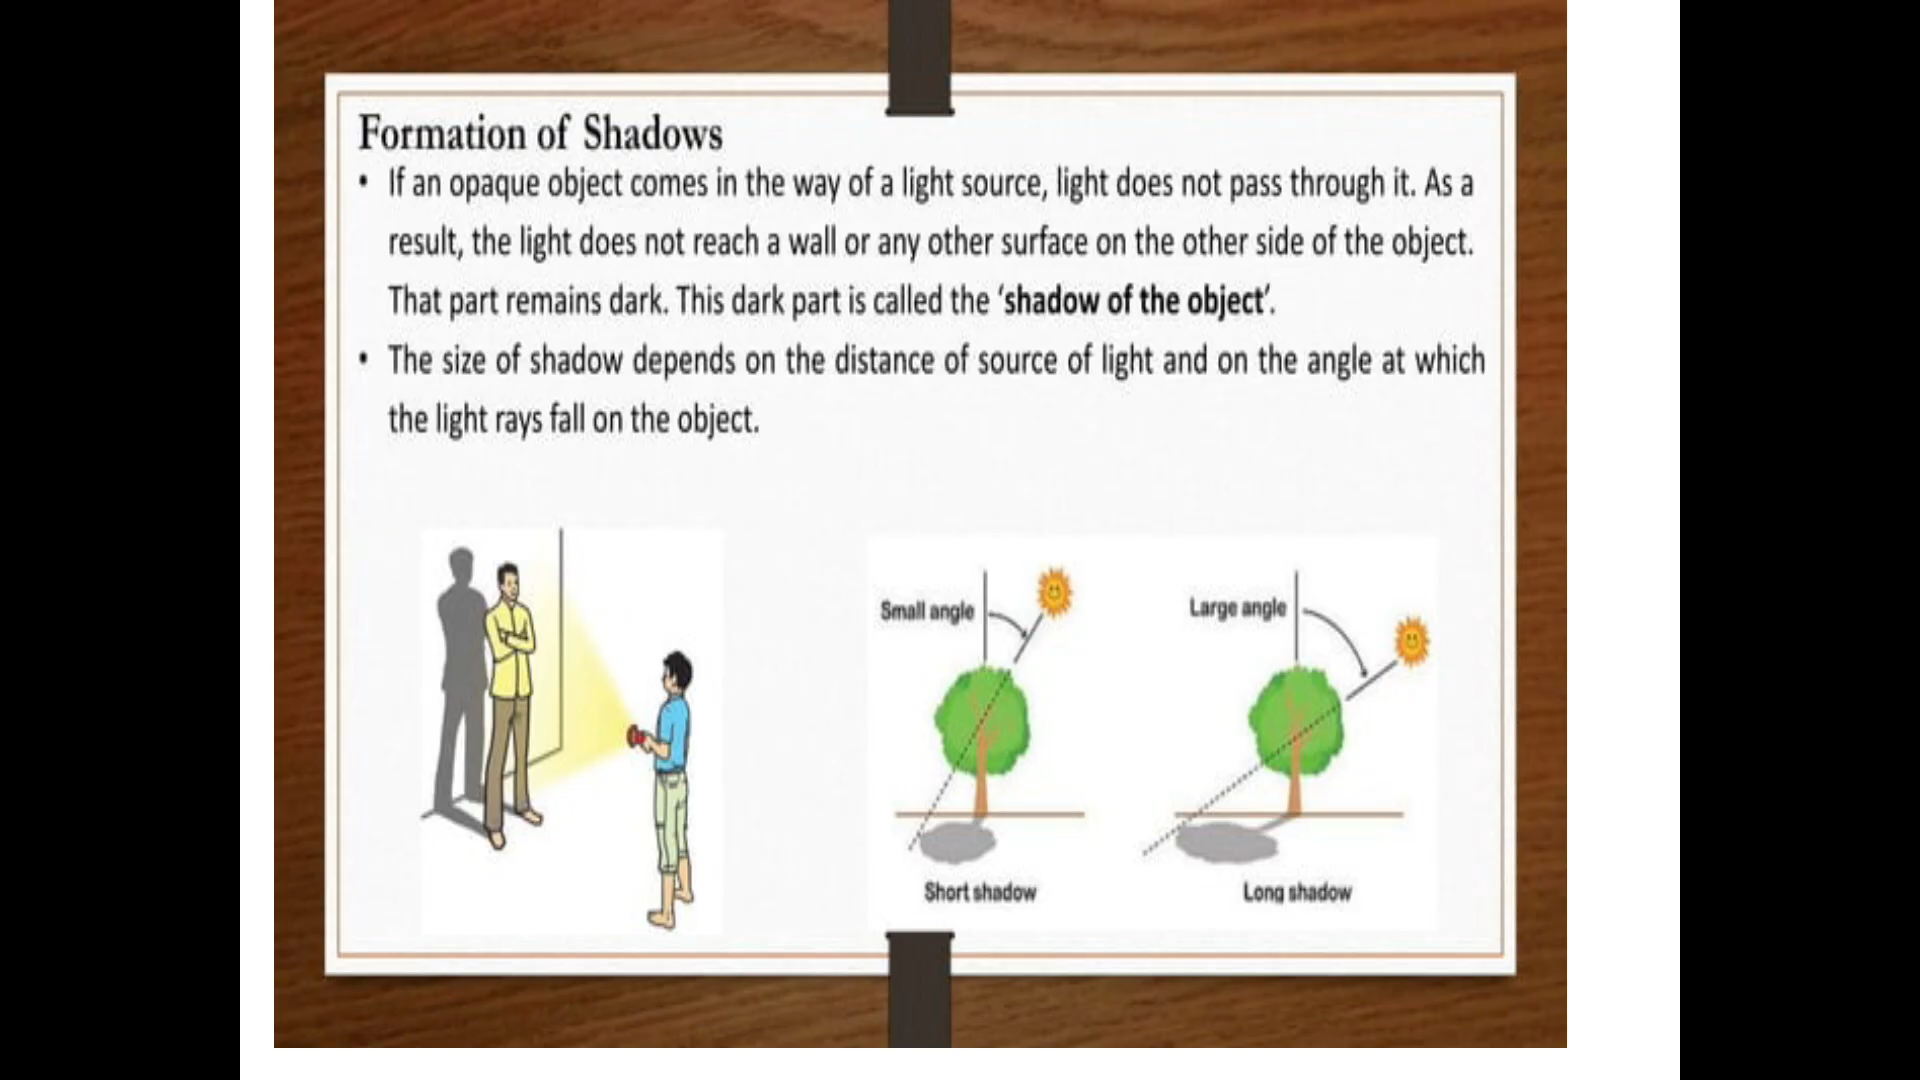 Formation of Shadows
• If an opaque object comes in the way of a light source, light does not pass through it. As a
result, the light does not reach a wall or any other surface on the other side of the object.
That part remains dark. This dark part is called the ‘shadow of the object’.
• The size of shadow depends on the distance of source of light and on the angle at which
the light rays fall on the object.
Small angle
Large angle
Short shadow
Long shadow